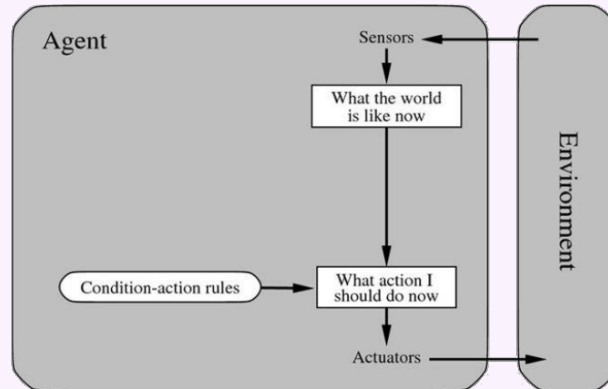 Agent
Sensors
What the world
is like now
Environment
Condition-action rules
What action I
should do now
Actuators